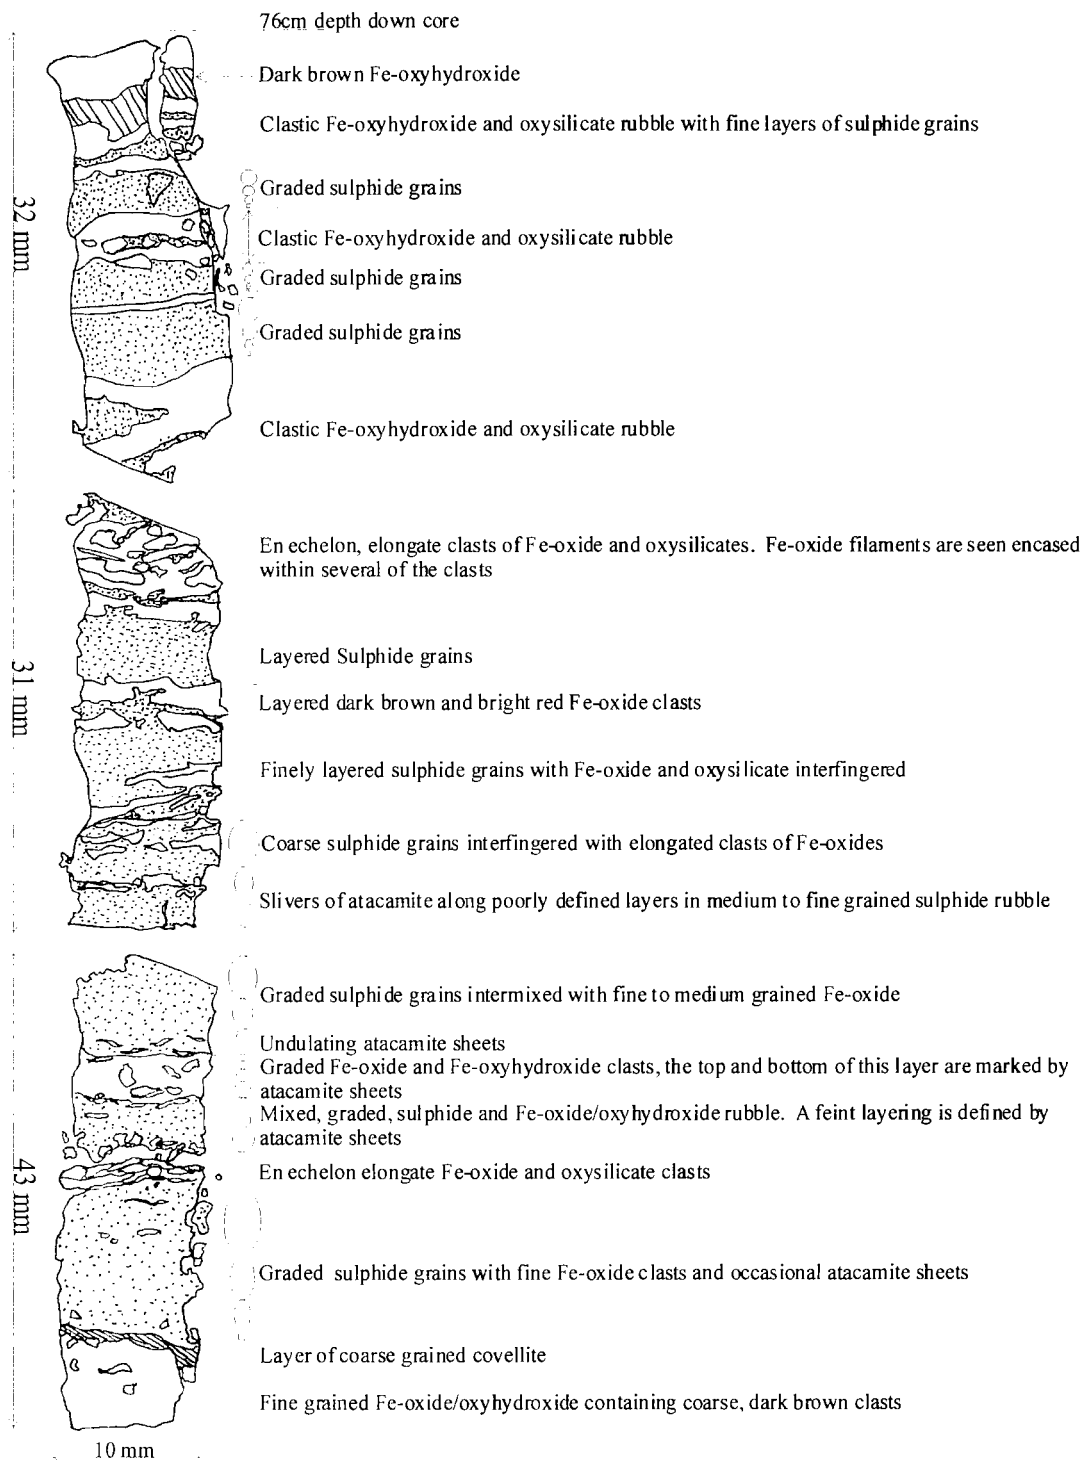 76cm depth down core
Dark brown Fe-oxyhydroxide
Clastic Fe-oxyhydroxide and oxysilicate rubble with fine layers of sulphide grains
Graded sulphide grains
32 mm
Clastic Fe-oxyhydroxide and oxysilicate rubble
Graded sulphide grains
Graded sulphide grains
Clastic Fe-oxyhydroxide and oxysilicate rubble
En echelon, elongate clasts of Fe-oxide and oxysilicates. Fe-oxide filaments are seen encased
within several of the clasts
Layered Sulphide grains
31 mm
Layered dark brown and bright red Fe-oxide clasts
Finely layered sulphide grains with Fe-oxide and oxysilicate interfingered
Coarse sulphide grains interfingered with elongated clasts of Fe-oxides
Slivers of atacamite along poorly defined layers in medium to fine grained sulphide rubble
Graded sulphide grains intermixed with fine to medium grained Fe-oxide
Undulating atacamite sheets
Graded Fe-oxide and Fe-oxyhydroxide clasts, the top and bottom of this layer are marked by
atacamite sheets
Mixed, graded, sulphide and Fe-oxide/oxyhydroxide rubble. A feint layering is defined by
atacamite sheets
En echelon elongate Fe-oxide and oxysilicate clasts
43 mm
Graded sulphide grains with fine Fe-oxide clasts and occasional atacamite sheets
Layer of coarse grained covellite
Fine grained Fe-oxide/oxyhydroxide containing coarse, dark brown clasts
10 mm